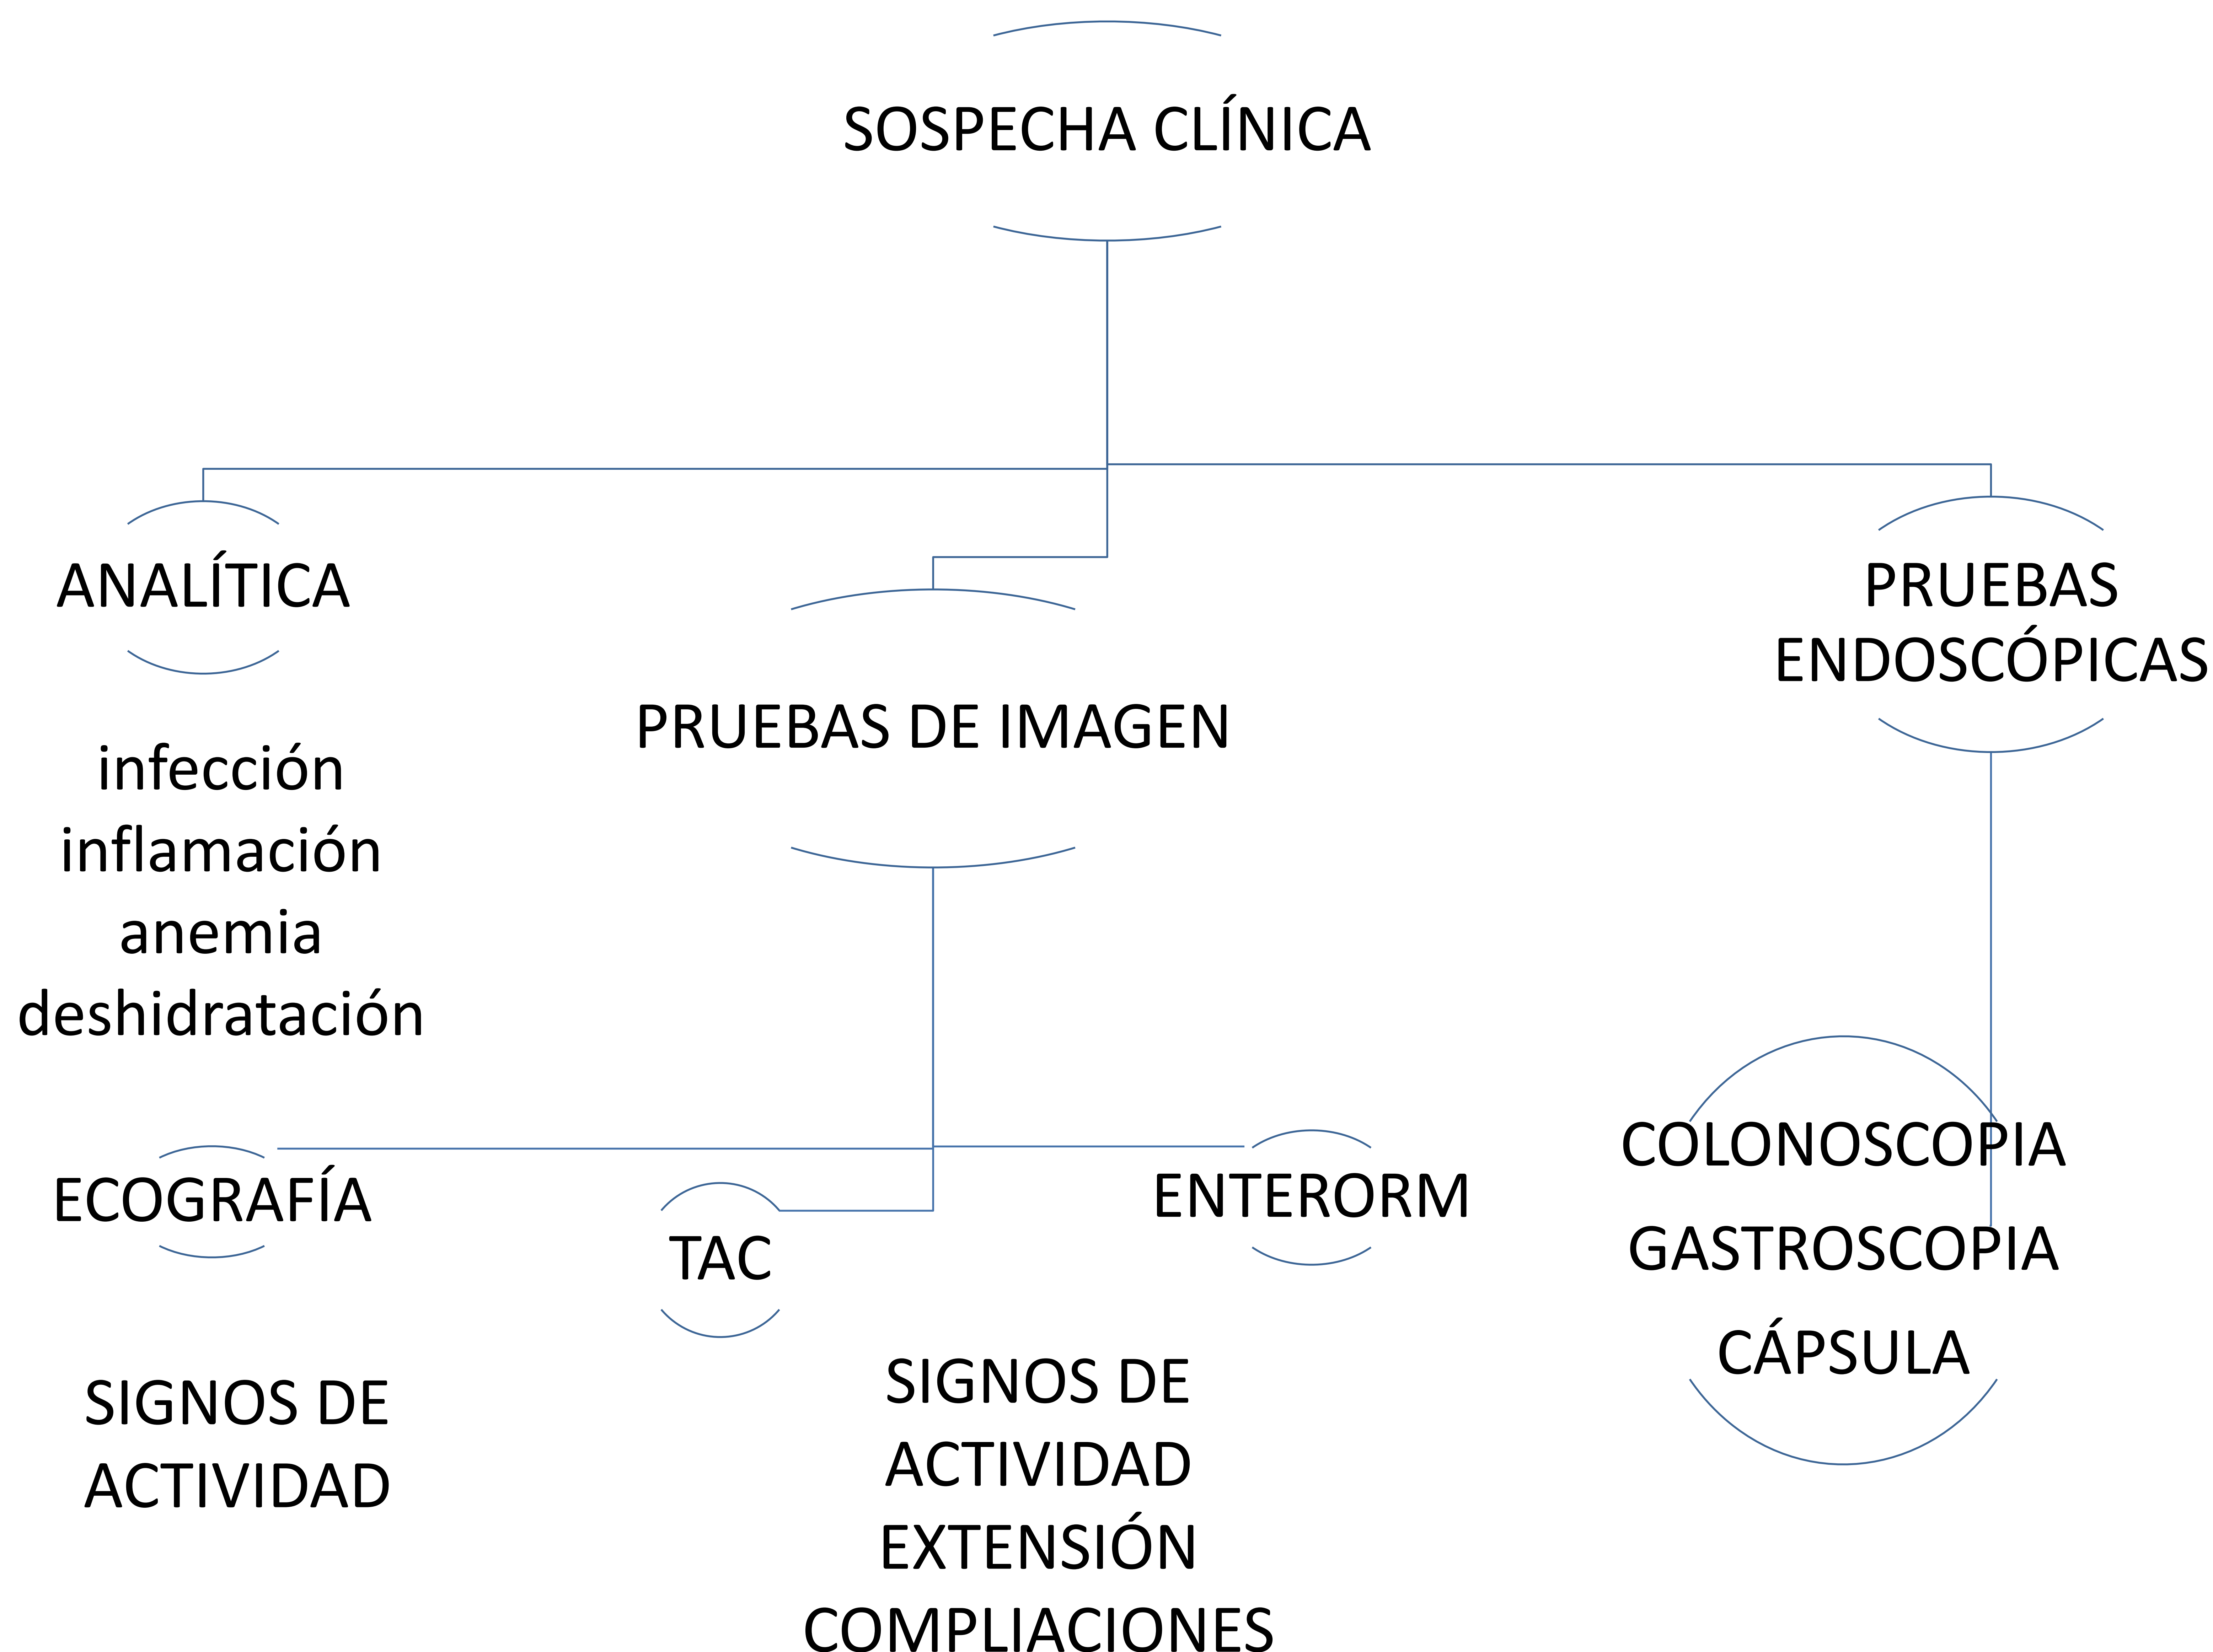 SOSPECHA CLÍNICA
ANALÍTICA
infección
inflamación
anemia
deshidratación
PRUEBAS DE IMAGEN
PRUEBAS
ENDOSCÓPICAS
ECOGRAFÍA
SIGNOS DE
ACTIVIDAD
TAC
ENTERORM
SIGNOS DE
ACTIVIDAD
EXTENSIÓN
COMPLIACIONES
COLONOSCOPIA
GASTROSCOPIA
CÁPSULA